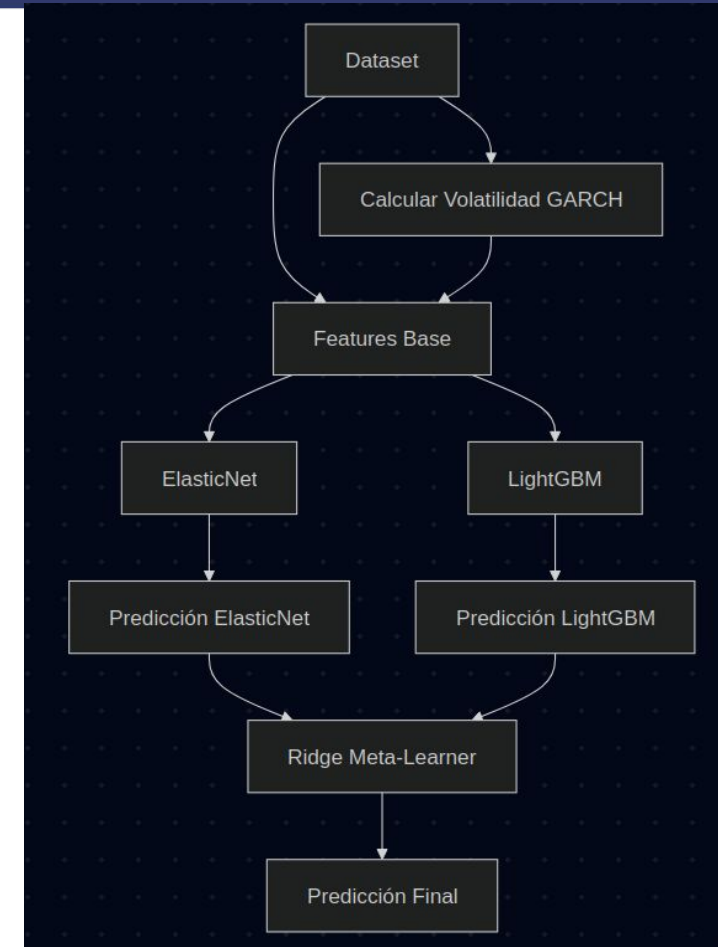 Dataset
Calcular Volatilidad GARCH
Features Base
ElasticNet
LightGBM
Predicción ElasticNet
Predicción LightGBM
Ridge Meta-Learner
Predicción Final